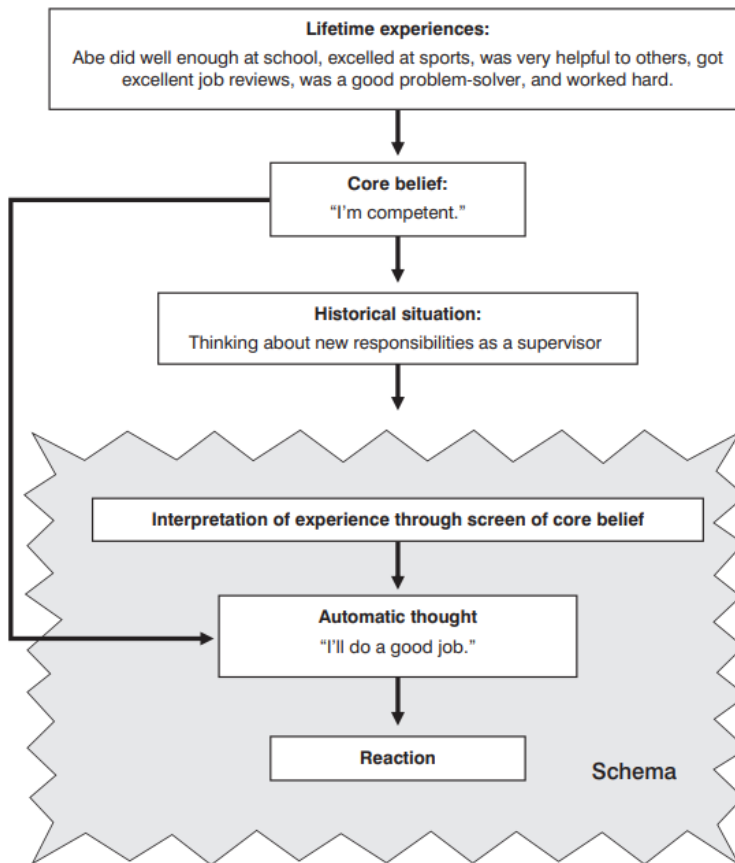 Lifetime experiences:
Abe did well enough at school, excelled at sports, was very helpful to others, got
excellent job reviews, was a good problem-solver, and worked hard.
Core belief:
“I’m competent.”
Historical situation:
Thinking about new responsibilities as a supervisor
Interpretation of experience through screen of core belief
Automatic thought
“I’ll do a good job.”
Reaction
Schema